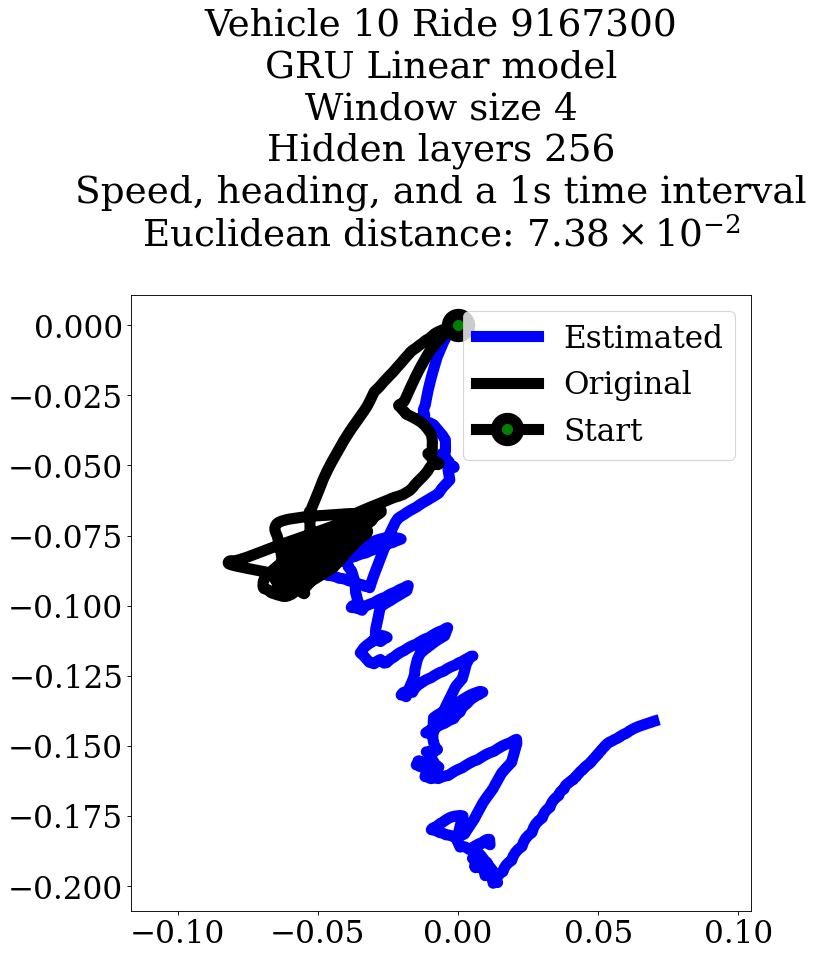 Vehicle 10 Ride 9167300
GRU Linear model
Window size 4
Hidden layers 256
Speed, heading, and a 1s time interval
Euclidean distance: 7.38 × 10⁻²
Estimated
Original
Start
0.000
−0.025
−0.050
−0.075
−0.100
−0.125
−0.150
−0.175
−0.200
−0.10 −0.05 0.00 0.05 0.10